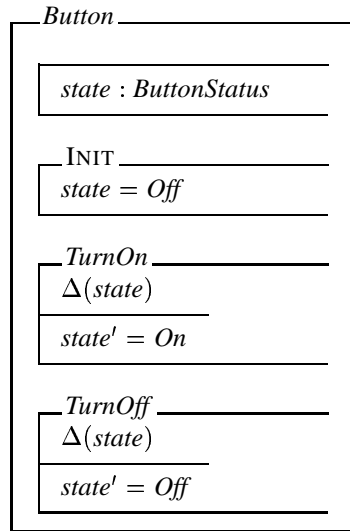 Button
state : ButtonStatus
INIT
state = Off
TurnOn
Δ(state)
state′ = On
TurnOff
Δ(state)
state′ = Off